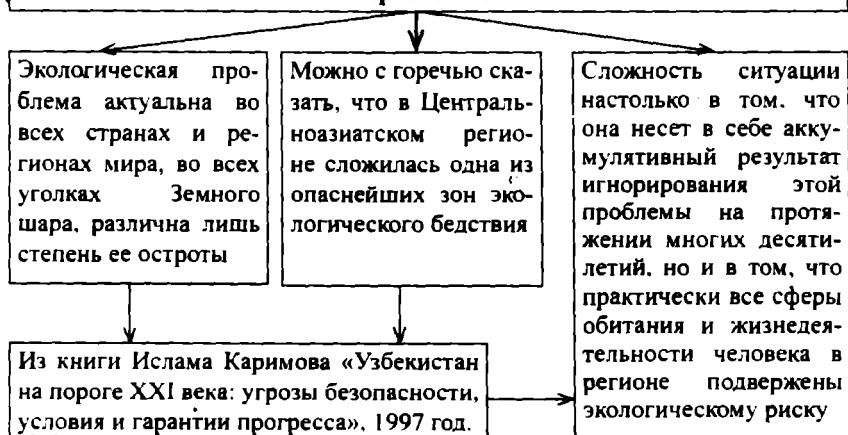 Экологическая про-
блема актуальна во
всех странах и ре-
гионах мира, во всех
уголках Земного
шара, различна лишь
степень ее остроты
Можно с горечью ска-
зать, что в Централь-
ноазиатском регио-
не сложилась одна из
опаснейших зон эко-
логического бедствия
Сложность ситуации
настолько в том, что
она несет в себе акку-
мулятивный результат
игнорирования этой
проблемы на протя-
жении многих десяти-
летий, но и в том, что
практически все сферы
обитания и жизнедея-
тельности человека в
регионе подвержены
экологическому риску
Из книги Ислама Каримова «Узбекистан
на пороге XXI века: угрозы безопасности,
условия и гарантии прогресса», 1997 год.